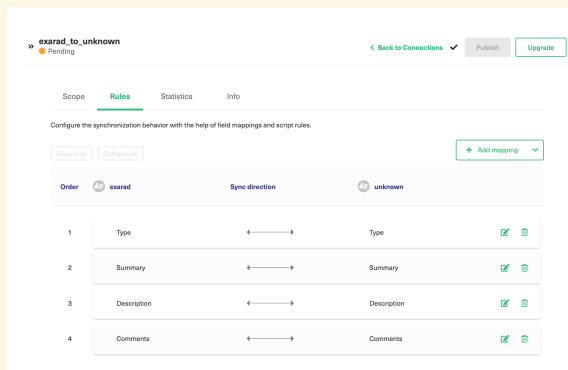 » exarad_to_unknown
Pending
< Back to Connections ✓ Publish Upgrade
Scope Rules Statistics Info
Configure the synchronization behavior with the help of field mappings and script rules.
Expand all Collapse all + Add mapping
Order exarad Sync direction unknown
1 Type Type
2 Summary Summary
3 Description Description
4 Comments Comments